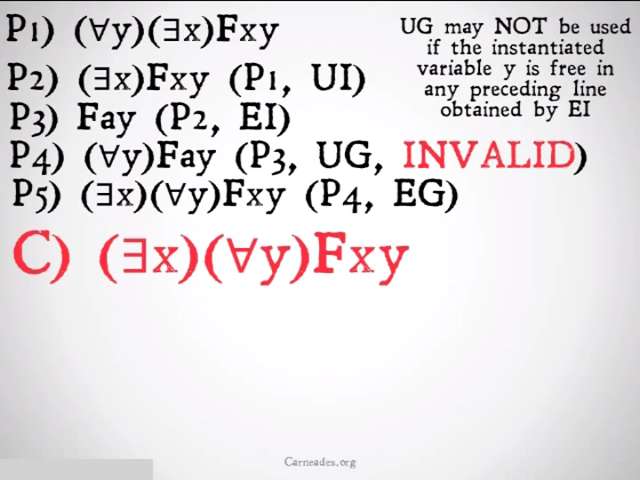 P1) (∀y)(∃x)Fxy
P2) (∃x)Fxy (P1, UI)
P3) Fay (P2, EI)
P4) (∀y)Fay (P3, UG, INVALID)
P5) (∃x)(∀y)Fxy (P4, EG)
C) (∃x)(∀y)Fxy
UG may NOT be used
if the instantiated
variable y is free in
any preceding line
obtained by EI
Carneades.org